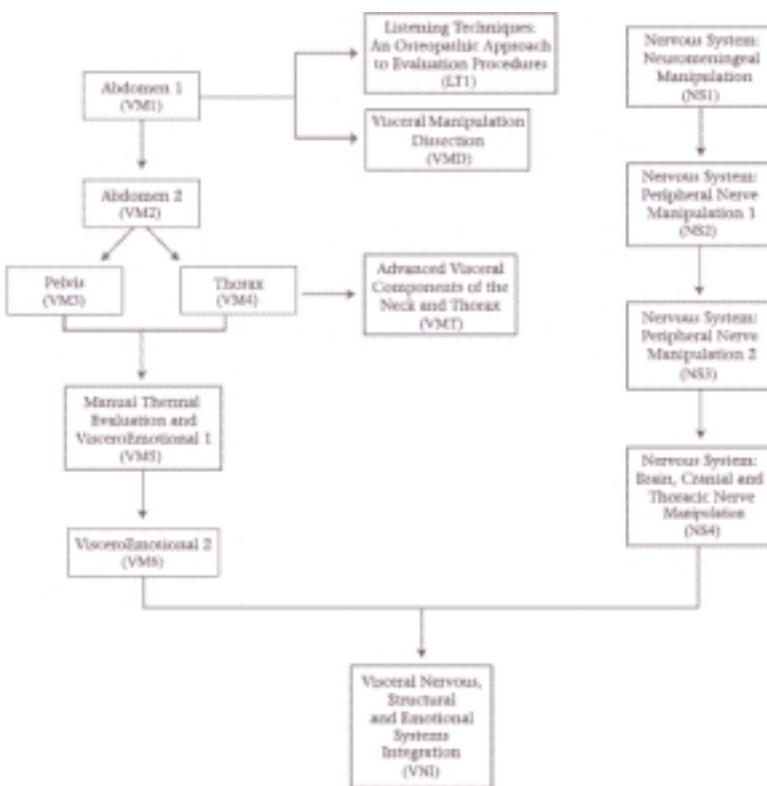 Listening Techniques:
An Osteopathic Approach
to Evaluation Procedures
(LT1)
Nervous System:
Neuromeningeal
Manipulation
(NS1)
Abdomen 1
(VM1)
Visceral Manipulation
Dissection
(VMD)
Abdomen 2
(VM2)
Nervous System:
Peripheral Nerve
Manipulation 1
(NS2)
Pelvis
(VM3)
Thorax
(VM4)
Advanced Visceral
Components of the
Neck and Thorax
(VMT)
Nervous System:
Peripheral Nerve
Manipulation 2
(NS3)
Manual Thermal
Evaluation and
VisceroEmotional 1
(VM5)
Nervous System:
Brain, Cranial and
Thoracic Nerve
Manipulation
(NS4)
VisceroEmotional 2
(VM6)
Visceral Nervous,
Structural
and Emotional
Systems
Integration
(VNI)